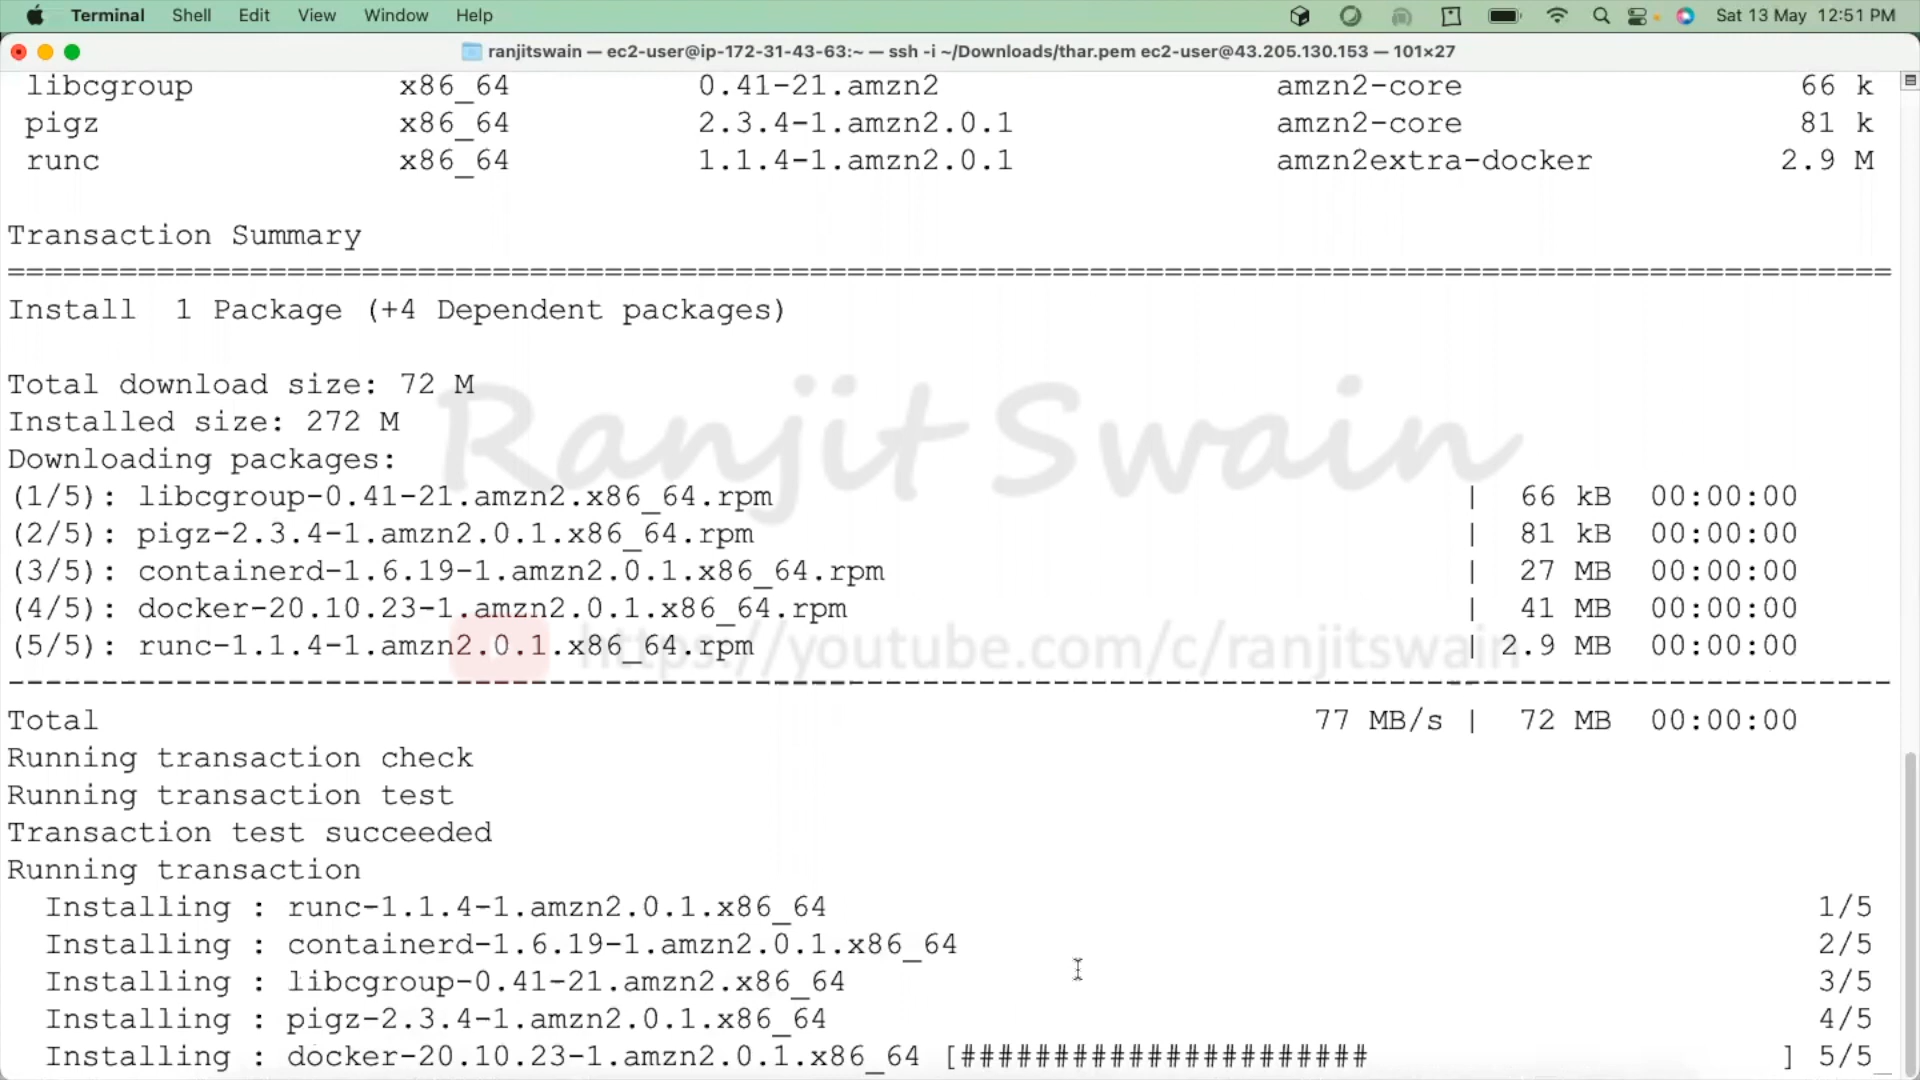 Terminal Shell Edit View Window Help Sat 13 May 12:51 PM
ranjitswain — ec2-user@ip-172-31-43-63:~ — ssh -i ~/Downloads/thar.pem ec2-user@43.205.130.153 — 101×27
libcgroup x86_64 0.41-21.amzn2 amzn2-core 66 k
pigz x86_64 2.3.4-1.amzn2.0.1 amzn2-core 81 k
runc x86_64 1.1.4-1.amzn2.0.1 amzn2extra-docker 2.9 M
Transaction Summary
=====================================================================================================
Install 1 Package (+4 Dependent packages)
Total download size: 72 M
Installed size: 272 M
Ranjit Swain
Downloading packages:
(1/5): libcgroup-0.41-21.amzn2.x86_64.rpm | 66 kB 00:00:00
(2/5): pigz-2.3.4-1.amzn2.0.1.x86_64.rpm | 81 kB 00:00:00
(3/5): containerd-1.6.19-1.amzn2.0.1.x86_64.rpm | 27 MB 00:00:00
(4/5): docker-20.10.23-1.amzn2.0.1.x86_64.rpm | 41 MB 00:00:00
(5/5): runc-1.1.4-1.amzn2.0.1.x86_64.rpm | 2.9 MB 00:00:00
https://youtube.com/c/ranjitswain
-----------------------------------------------------------------------------------------------------
Total 77 MB/s | 72 MB 00:00:00
Running transaction check
Running transaction test
Transaction test succeeded
Running transaction
Installing : runc-1.1.4-1.amzn2.0.1.x86_64 1/5
Installing : containerd-1.6.19-1.amzn2.0.1.x86_64 2/5
Installing : libcgroup-0.41-21.amzn2.x86_64 3/5
Installing : pigz-2.3.4-1.amzn2.0.1.x86_64 4/5
Installing : docker-20.10.23-1.amzn2.0.1.x86_64 [###################### ] 5/5